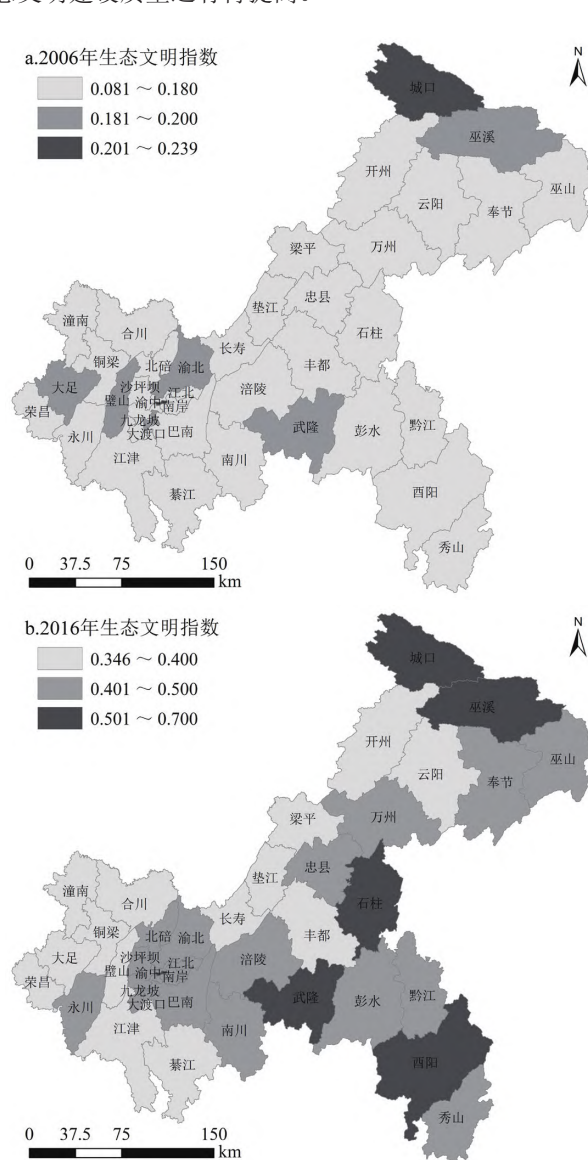 a.2006年生态文明指数
0.081～0.180
0.181～0.200
0.201～0.239
N
城口
巫溪
开州
云阳
奉节
巫山
梁平
万州
垫江
忠县
石柱
潼南
合川
长寿
丰都
铜梁
北碚
渝北
大足
璧山
沙坪坝
渝中
江北
南岸
涪陵
荣昌
九龙坡
大渡口
巴南
武隆
彭水
黔江
永川
江津
南川
綦江
酉阳
秀山
0 37.5 75 150
km
b.2016年生态文明指数
0.346～0.400
0.401～0.500
0.501～0.700
N
城口
巫溪
开州
云阳
奉节
巫山
梁平
万州
垫江
忠县
石柱
潼南
合川
长寿
丰都
铜梁
北碚
渝北
大足
璧山
沙坪坝
渝中
江北
南岸
涪陵
荣昌
九龙坡
大渡口
巴南
武隆
彭水
黔江
永川
江津
南川
綦江
酉阳
秀山
0 37.5 75 150
km